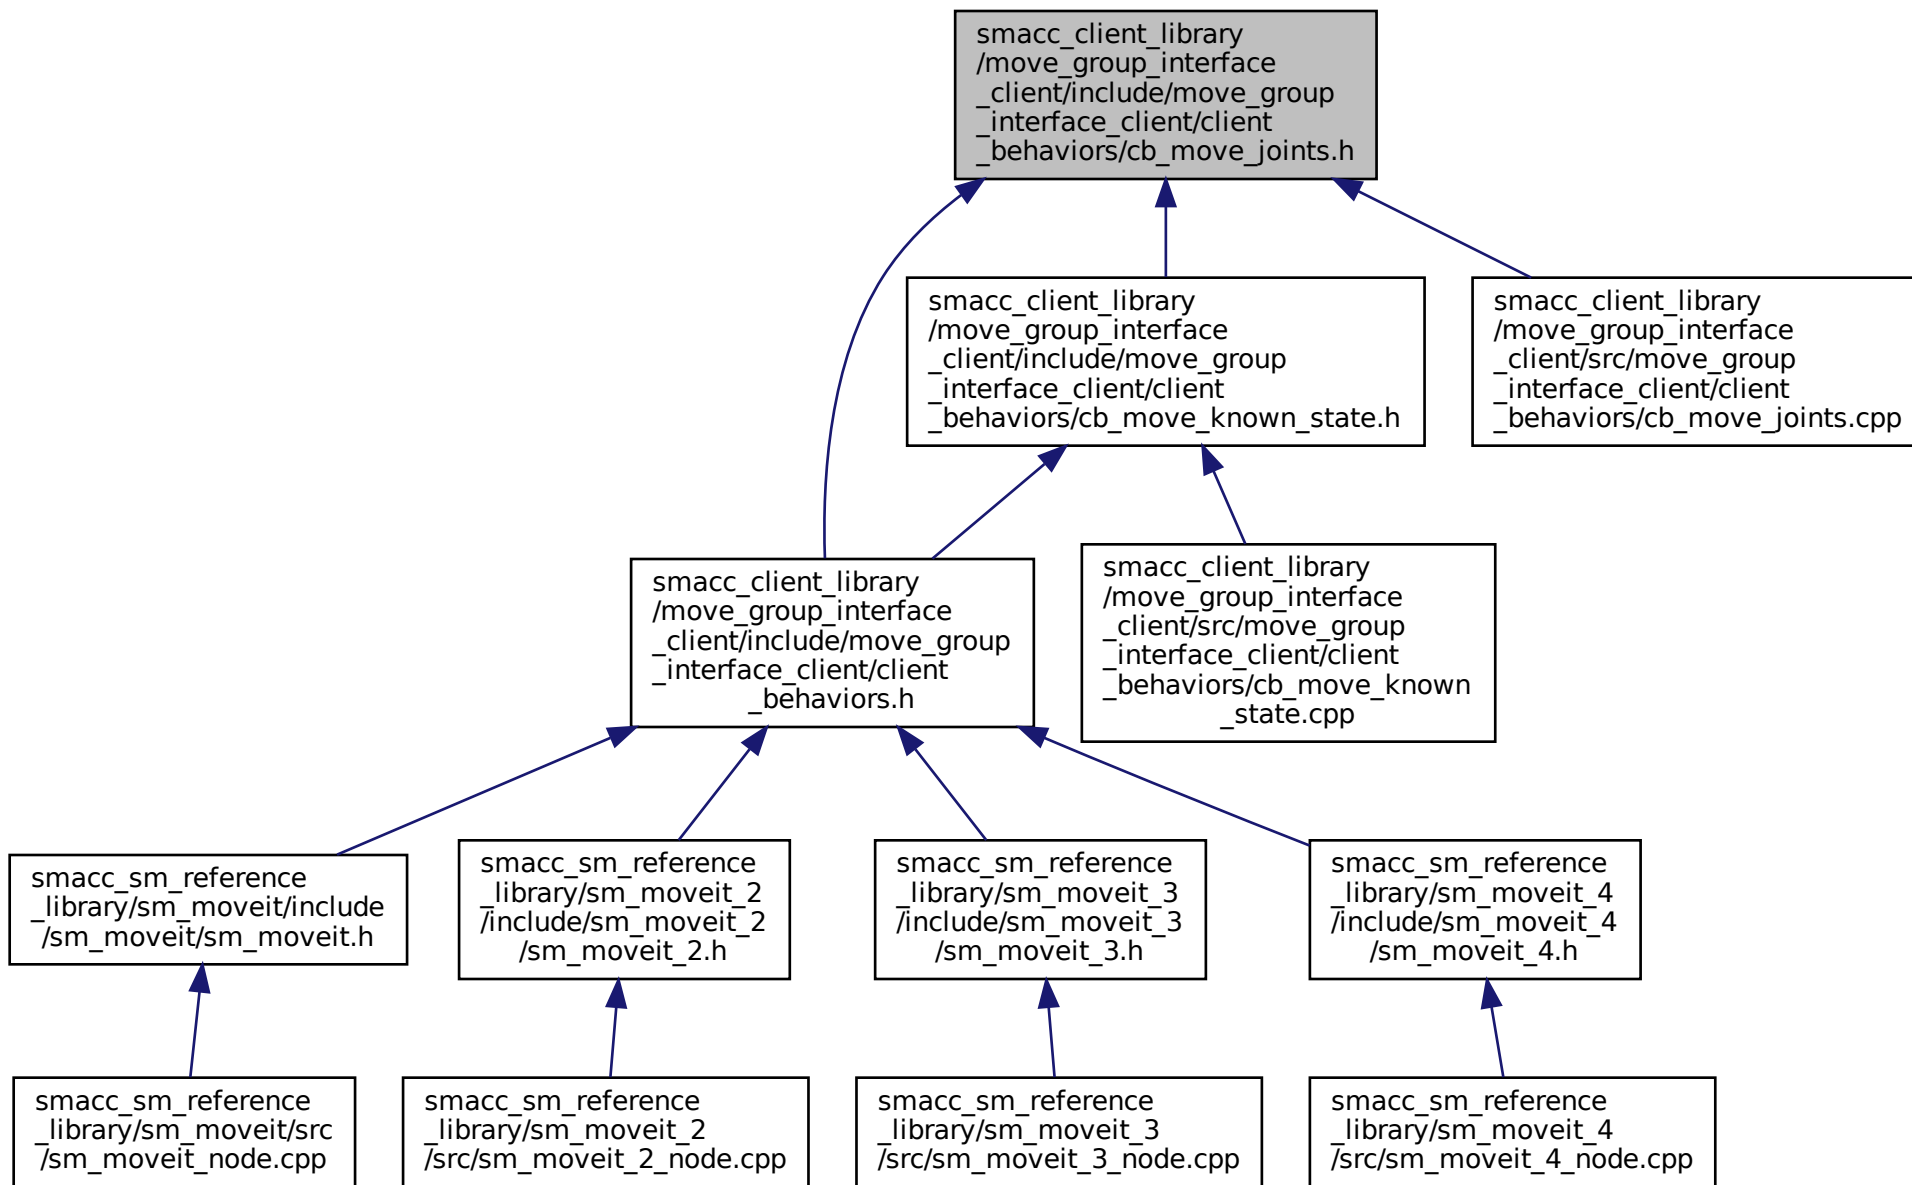 smacc_client_library
/move_group_interface
_client/include/move_group
_interface_client/client
_behaviors/cb_move_joints.h
smacc_client_library
/move_group_interface
_client/include/move_group
_interface_client/client
_behaviors/cb_move_known_state.h
smacc_client_library
/move_group_interface
_client/src/move_group
_interface_client/client
_behaviors/cb_move_joints.cpp
smacc_client_library
/move_group_interface
_client/include/move_group
_interface_client/client
_behaviors.h
smacc_client_library
/move_group_interface
_client/src/move_group
_interface_client/client
_behaviors/cb_move_known
_state.cpp
smacc_sm_reference
_library/sm_moveit/include
/sm_moveit/sm_moveit.h
smacc_sm_reference
_library/sm_moveit_2
/include/sm_moveit_2
/sm_moveit_2.h
smacc_sm_reference
_library/sm_moveit_3
/include/sm_moveit_3
/sm_moveit_3.h
smacc_sm_reference
_library/sm_moveit_4
/include/sm_moveit_4
/sm_moveit_4.h
smacc_sm_reference
_library/sm_moveit/src
/sm_moveit_node.cpp
smacc_sm_reference
_library/sm_moveit_2
/src/sm_moveit_2_node.cpp
smacc_sm_reference
_library/sm_moveit_3
/src/sm_moveit_3_node.cpp
smacc_sm_reference
_library/sm_moveit_4
/src/sm_moveit_4_node.cpp